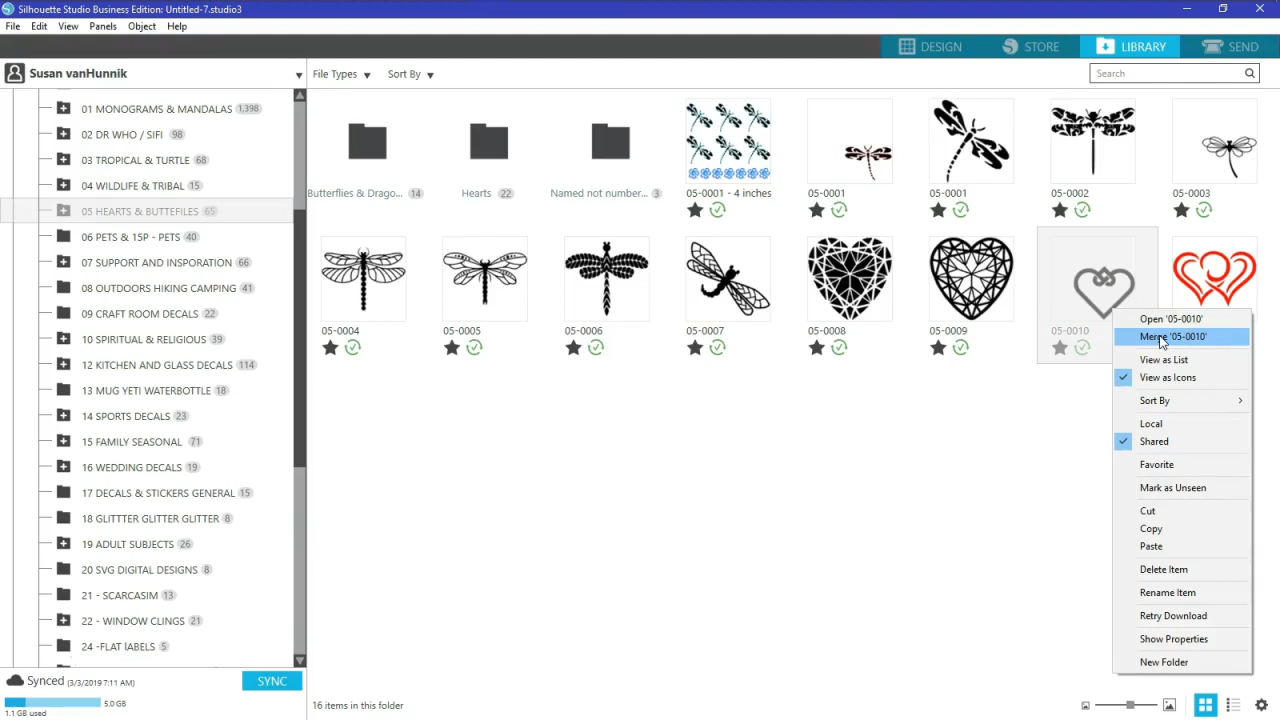 Silhouette Studio Business Edition: Untitled-7.studio3
File Edit View Panels Object Help
DESIGN STORE LIBRARY SEND
Susan vanHunnik
File Types Sort By Search
01 MONOGRAMS & MANDALAS 1,398
02 DR WHO / SIFI 98
03 TROPICAL & TURTLE 68
04 WILDLIFE & TRIBAL 15
05 HEARTS & BUTTEFILES 65
06 PETS & 15P - PETS 40
07 SUPPORT AND INSPORATION 66
08 OUTDOORS HIKING CAMPING 41
09 CRAFT ROOM DECALS 22
10 SPIRITUAL & RELIGIOUS 39
12 KITCHEN AND GLASS DECALS 114
13 MUG YETI WATERBOTTLE 18
14 SPORTS DECALS 23
15 FAMILY SEASONAL 71
16 WEDDING DECALS 19
17 DECALS & STICKERS GENERAL 15
18 GLITTTER GLITTER GLITTER 8
19 ADULT SUBJECTS 26
20 SVG DIGITAL DESIGNS 8
21 - SCARCASIM 13
22 - WINDOW CLINGS 21
24 -FLAT lABELS 5
Synced (3/3/2019 7:11 AM) SYNC
5.0 GB
1.1 GB used
Butterflies & Drago... 14 Hearts 22 Named not number... 3 05-0001 - 4 inches 05-0001 05-0001 05-0002 05-0003
05-0004 05-0005 05-0006 05-0007 05-0008 05-0009 05-0010
Open '05-0010'
Merge '05-0010'
View as List
View as Icons
Sort By
Local
Shared
Favorite
Mark as Unseen
Cut
Copy
Paste
Delete Item
Rename Item
Retry Download
Show Properties
New Folder
16 items in this folder